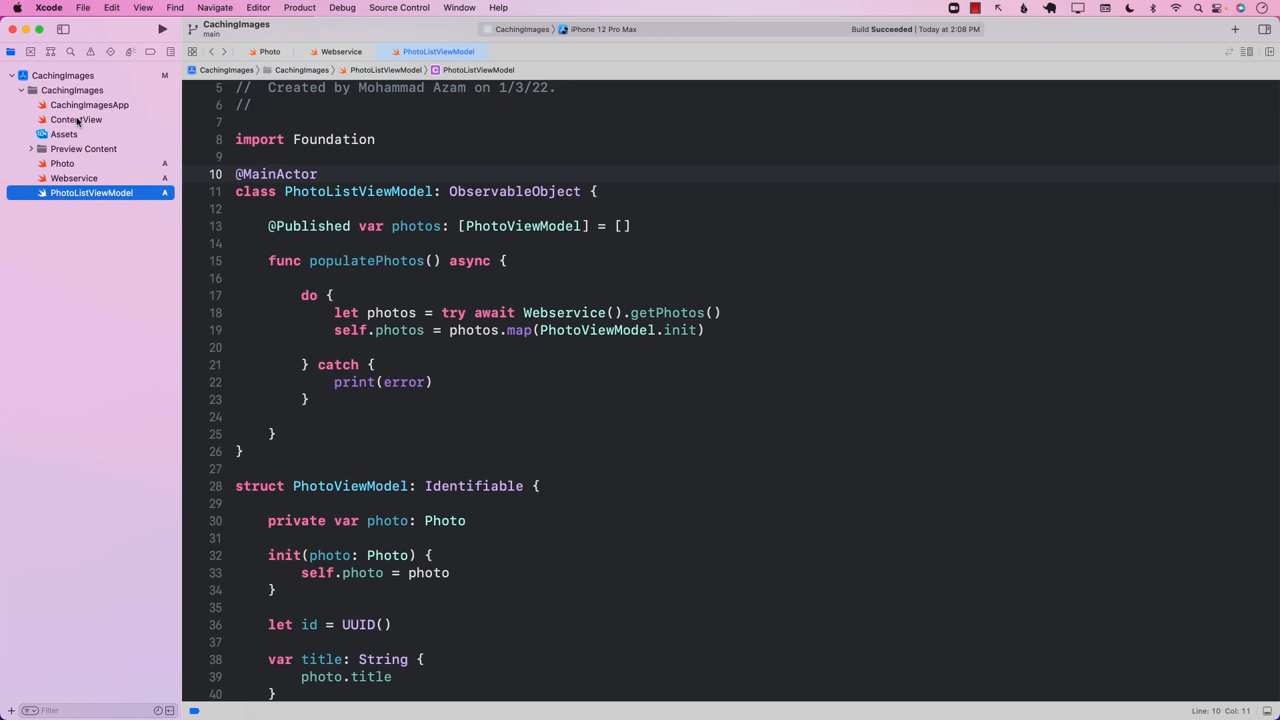 Xcode File Edit View Find Navigate Editor Product Debug Source Control Window Help
CachingImages
main
CachingImages
iPhone 12 Pro Max
Build Succeeded | Today at 2:08 PM
Photo
Webservice
PhotoListViewModel
CachingImages
CachingImages
PhotoListViewModel
PhotoListViewModel
CachingImages M
CachingImages
CachingImagesApp
ContentView
Assets
Preview Content
Photo A
Webservice A
PhotoListViewModel A
5 //  Created by Mohammad Azam on 1/3/22.
6 //
7
8 import Foundation
9
10 @MainActor
11 class PhotoListViewModel: ObservableObject {
12
13     @Published var photos: [PhotoViewModel] = []
14
15     func populatePhotos() async {
16
17         do {
18             let photos = try await Webservice().getPhotos()
19             self.photos = photos.map(PhotoViewModel.init)
20
21         } catch {
22             print(error)
23         }
24
25     }
26 }
27
28 struct PhotoViewModel: Identifiable {
29
30     private var photo: Photo
31
32     init(photo: Photo) {
33         self.photo = photo
34     }
35
36     let id = UUID()
37
38     var title: String {
39         photo.title
40     }
Filter
Line: 10 Col: 11